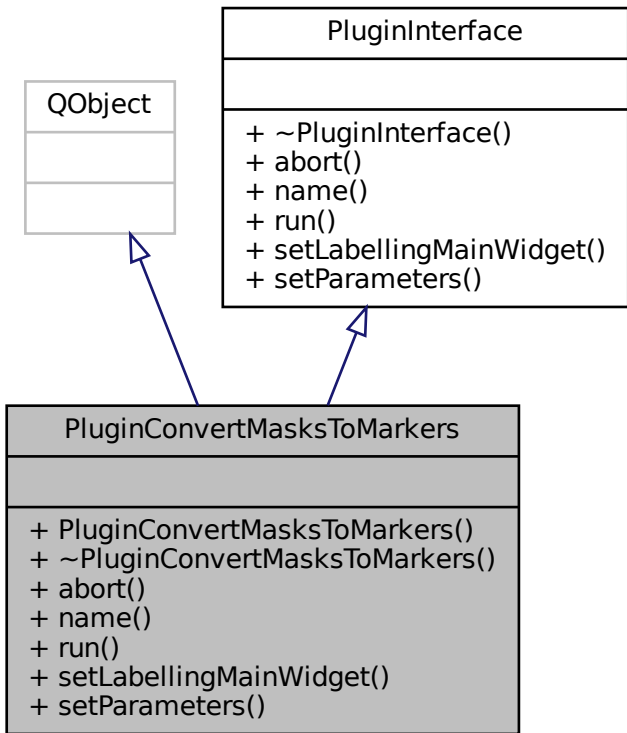 PluginInterface
QObject
+ ~PluginInterface()
+ abort()
+ name()
+ run()
+ setLabellingMainWidget()
+ setParameters()
PluginConvertMasksToMarkers
+ PluginConvertMasksToMarkers()
+ ~PluginConvertMasksToMarkers()
+ abort()
+ name()
+ run()
+ setLabellingMainWidget()
+ setParameters()